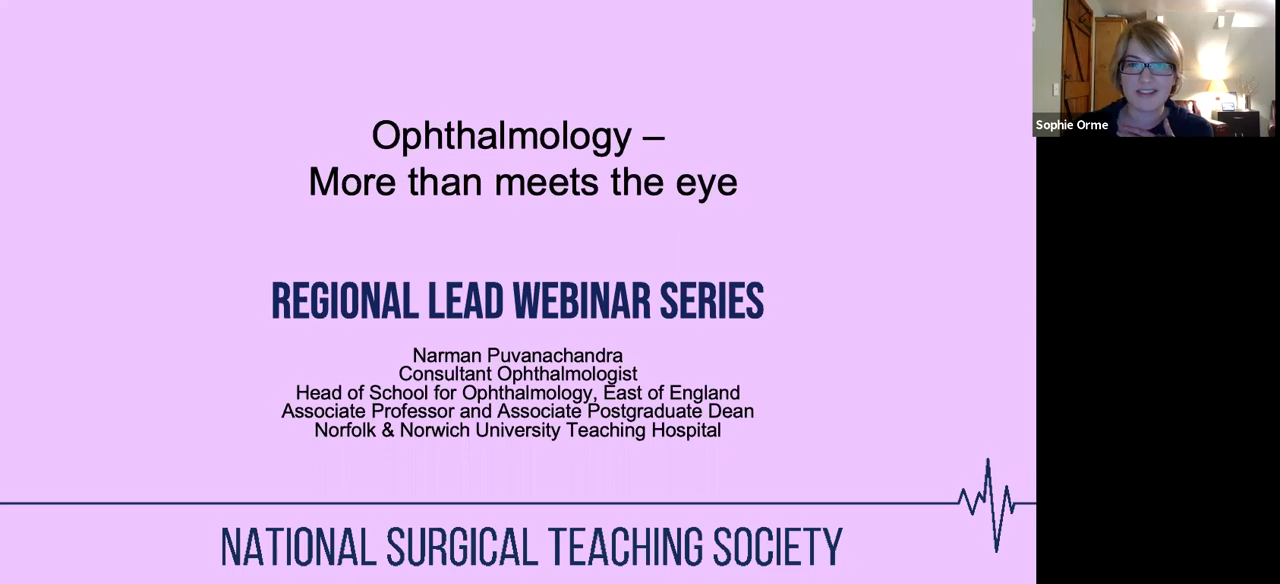 Ophthalmology –
More than meets the eye
REGIONAL LEAD WEBINAR SERIES
Narman Puvanachandra
Consultant Ophthalmologist
Head of School for Ophthalmology, East of England
Associate Professor and Associate Postgraduate Dean
Norfolk & Norwich University Teaching Hospital
NATIONAL SURGICAL TEACHING SOCIETY
Sophie Orme